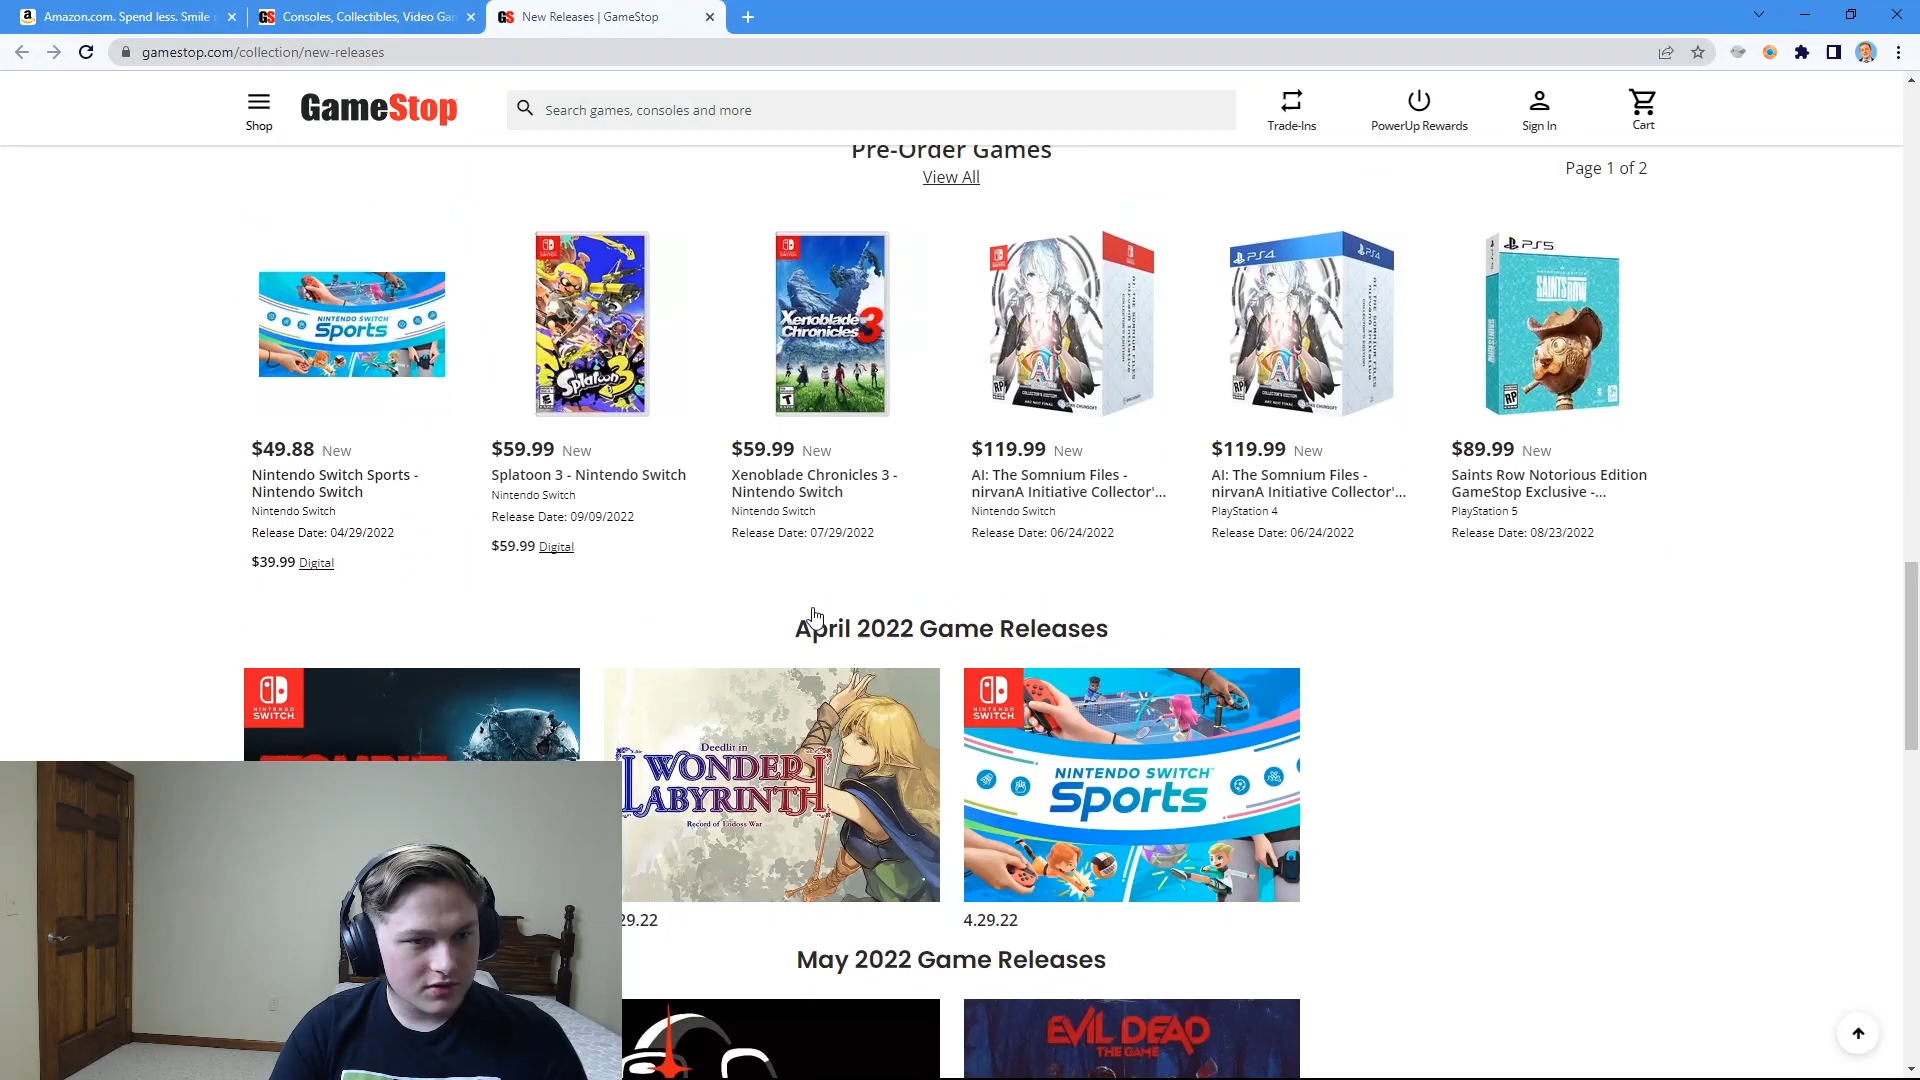 Amazon.com. Spend less. Smile
Consoles, Collectibles, Video Gam
New Releases | GameStop
gamestop.com/collection/new-releases
Shop
GameStop
Search games, consoles and more
Trade-Ins
PowerUp Rewards
Sign In
Cart
Pre-Order Games
View All
Page 1 of 2
NINTENDO SWITCH
Sports
Splatoon 3
Xenoblade
Chronicles 3
PS4
PS5
SAINTS ROW
$49.88 New
Nintendo Switch Sports -
Nintendo Switch
Nintendo Switch
Release Date: 04/29/2022
$39.99 Digital
$59.99 New
Splatoon 3 - Nintendo Switch
Nintendo Switch
Release Date: 09/09/2022
$59.99 Digital
$59.99 New
Xenoblade Chronicles 3 -
Nintendo Switch
Nintendo Switch
Release Date: 07/29/2022
$119.99 New
AI: The Somnium Files -
nirvanA Initiative Collector'...
Nintendo Switch
Release Date: 06/24/2022
$119.99 New
AI: The Somnium Files -
nirvanA Initiative Collector'...
PlayStation 4
Release Date: 06/24/2022
$89.99 New
Saints Row Notorious Edition
GameStop Exclusive -...
PlayStation 5
Release Date: 08/23/2022
April 2022 Game Releases
NINTENDO
SWITCH
Deedlit in
WONDER
LABYRINTH
Record of Lodoss War
NINTENDO
SWITCH
NINTENDO SWITCH
Sports
29.22
4.29.22
May 2022 Game Releases
EVIL DEAD
THE GAME